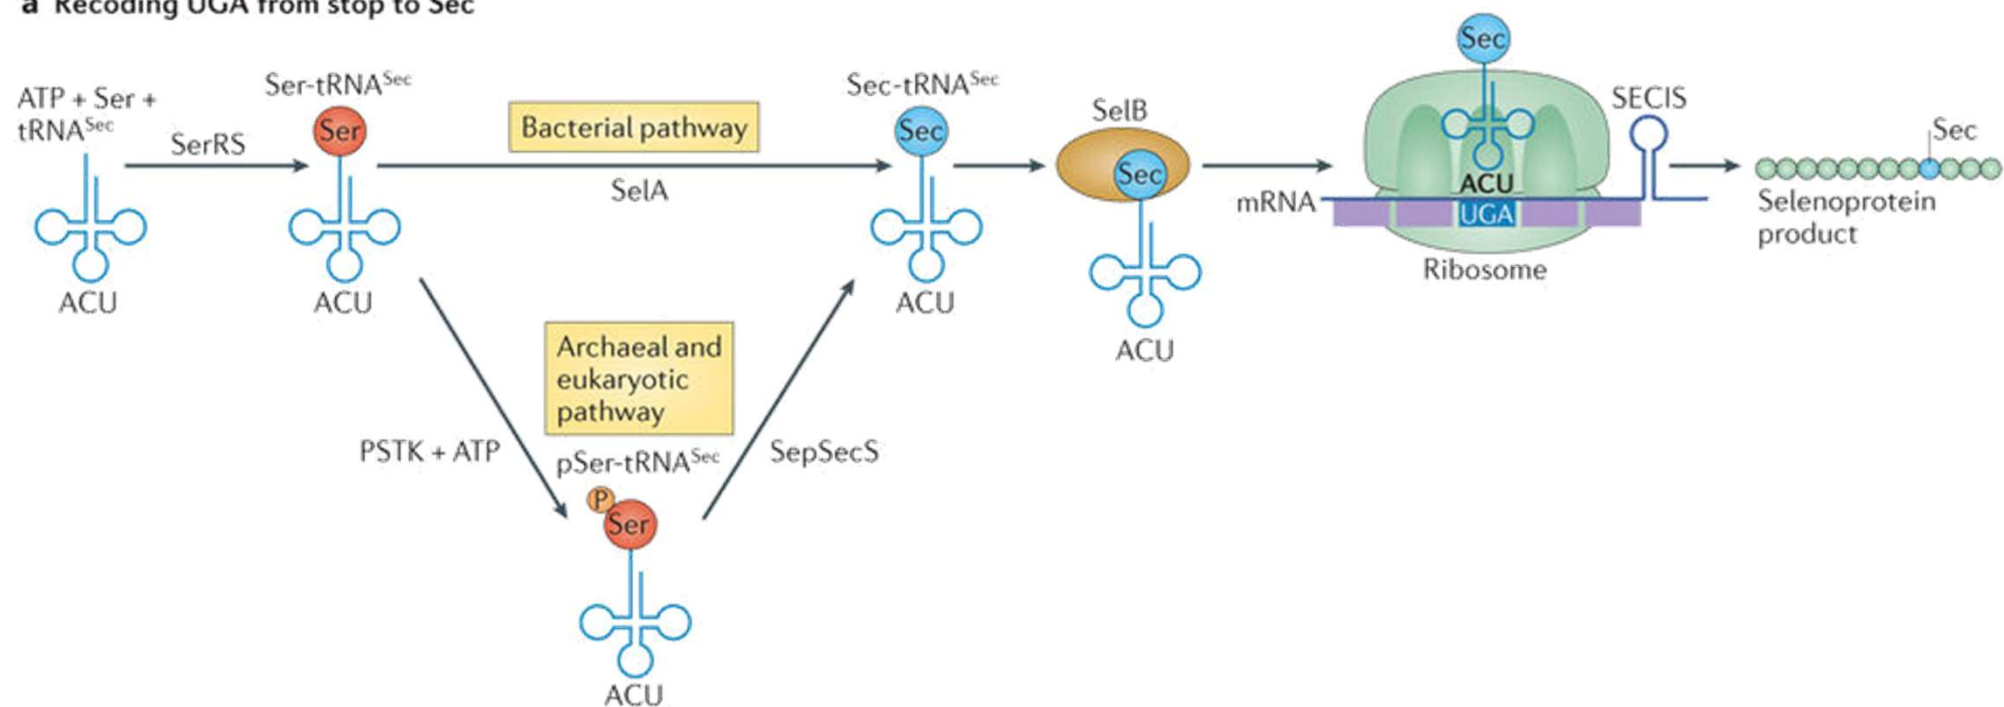 a Recoding UGA from stop to Sec
ATP + Ser +
tRNASec
ACU
SerRS
Ser-tRNASec
Ser
ACU
Bacterial pathway
SelA
Archaeal and
eukaryotic
pathway
PSTK + ATP
pSer-tRNASec
P
Ser
ACU
SepSecS
Sec-tRNASec
Sec
ACU
SelB
Sec
ACU
mRNA
Sec
ACU
UGA
Ribosome
SECIS
Sec
Selenoprotein
product